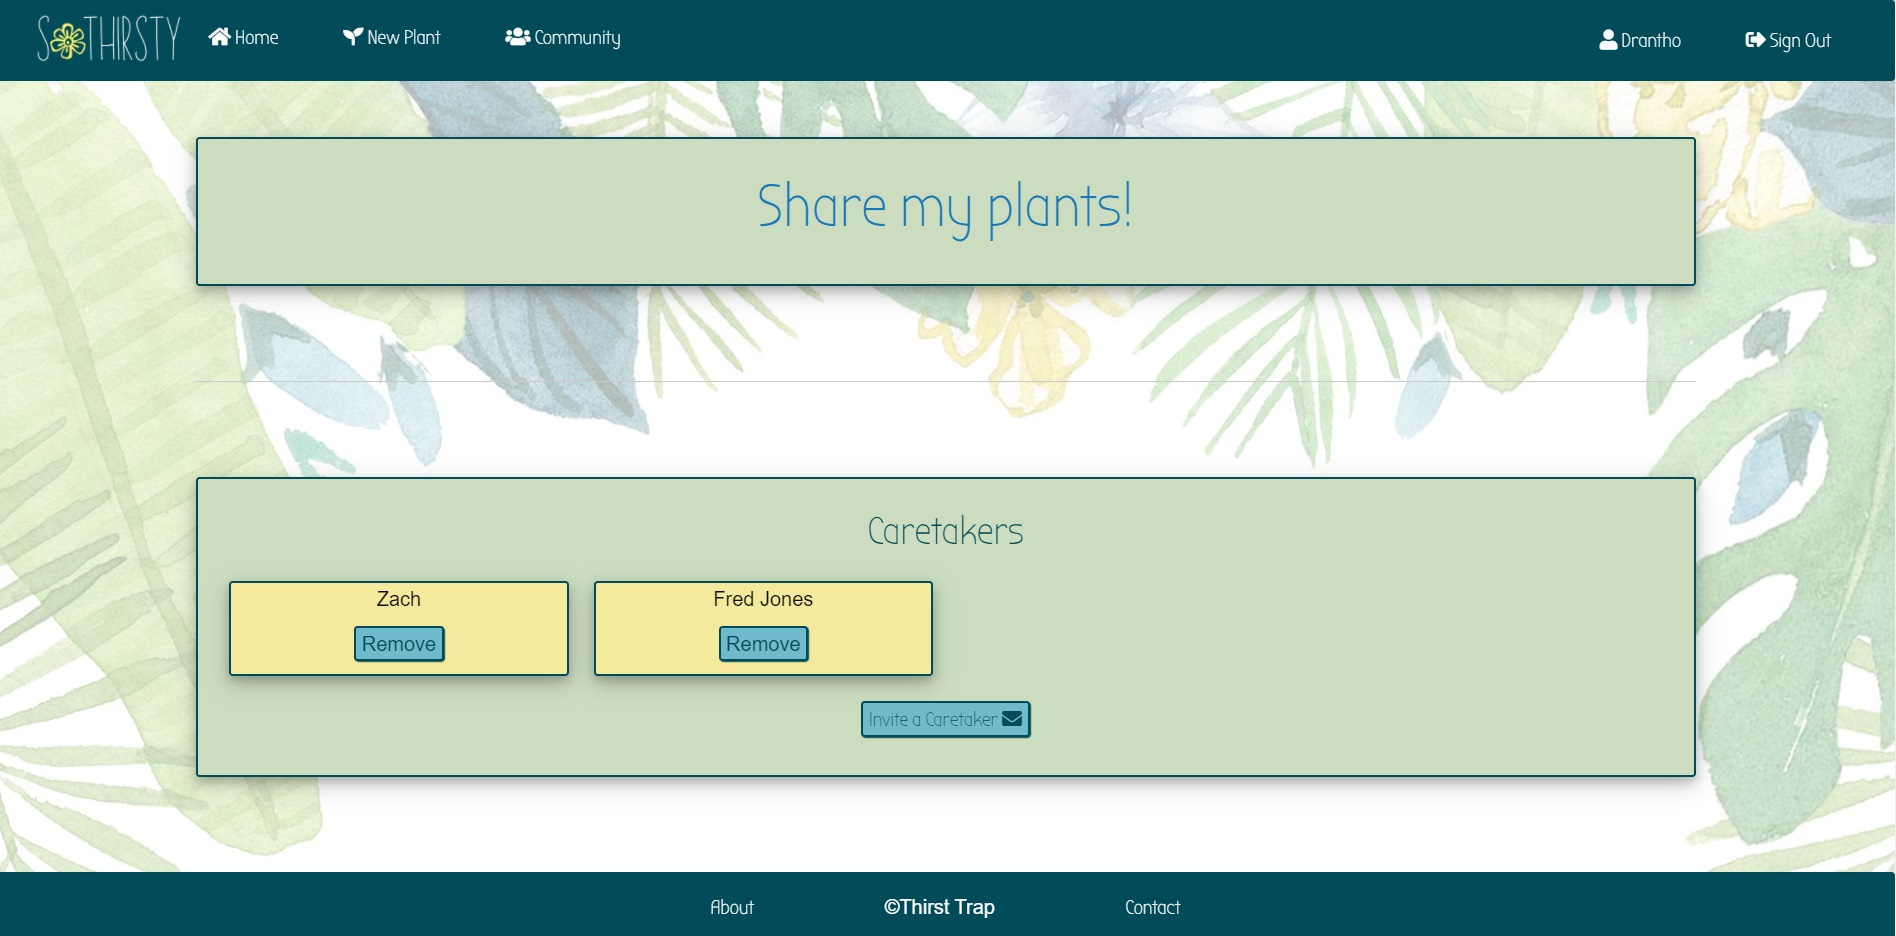 SOTHIRSTY Home New Plant Community Drantho Sign Out
Share my plants!
Caretakers
Zach Fred Jones
Remove Remove
Invite a Caretaker
About ©Thirst Trap Contact